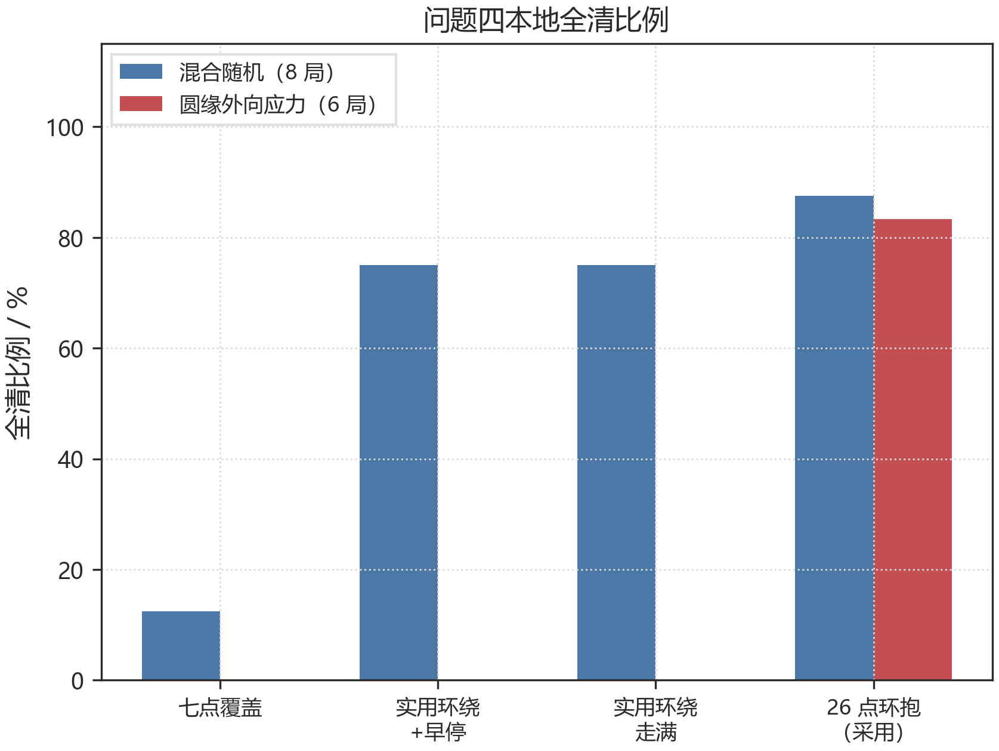 问题四本地全清比例
混合随机（8 局）
圆缘外向应力（6 局）
全清比例 / %
100
80
60
40
20
0
七点覆盖
实用环绕
+早停
实用环绕
走满
26 点环抱
（采用）